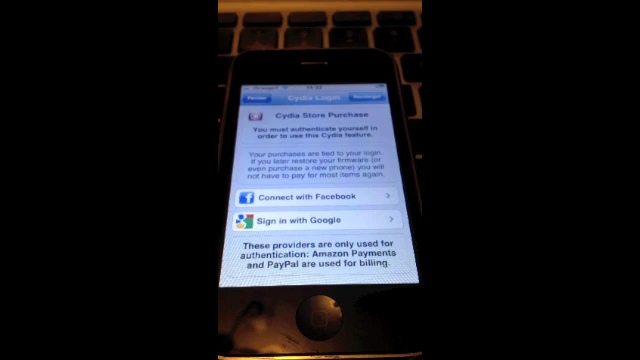 Cydia Login
Cydia Store Purchase
You must authenticate yourself in
order to use this Cydia feature.
Your purchases are tied to your login.
If you later restore your firmware (or
even purchase a new phone) you will
not have to pay for most items again.
Connect with Facebook
Sign in with Google
These providers are only used for
authentication: Amazon Payments
and PayPal are used for billing.